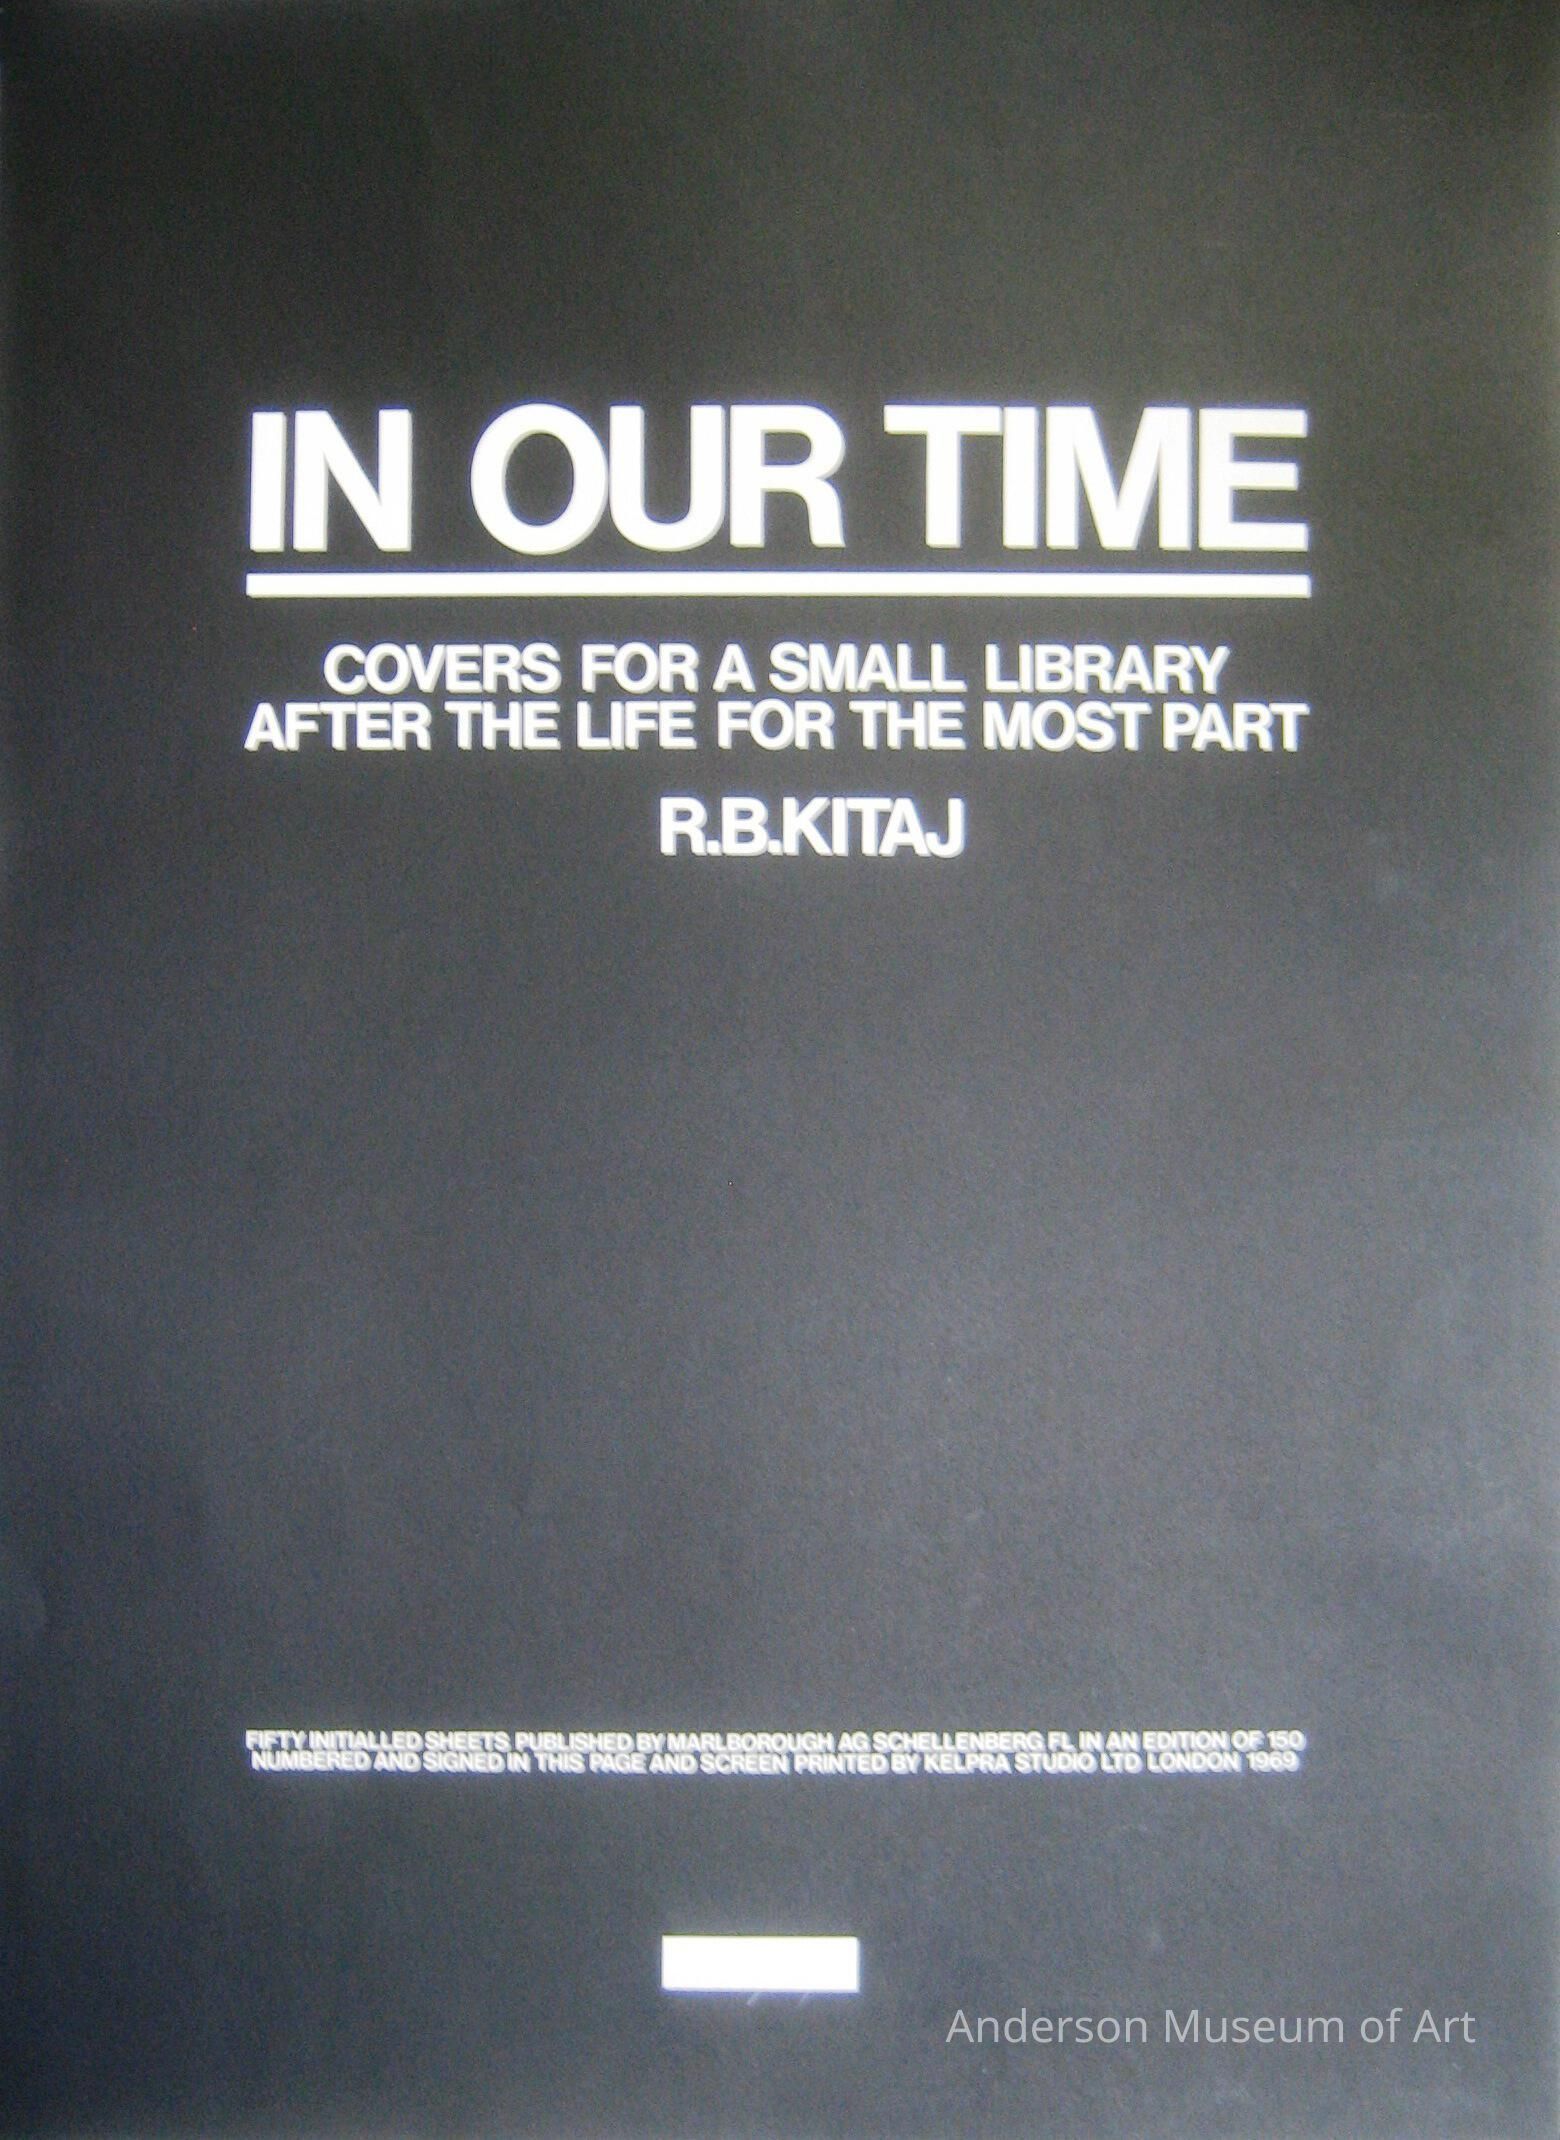 IN OUR TIME
COVERS FOR A SMALL LIBRARY
AFTER THE LIFE FOR THE MOST PART
R.B.KITAJ
FIFTY INITIALLED SHEETS PUBLISHED BY MARLBOROUGH AG SCHELLENBERG FL IN AN EDITION OF 150
NUMBERED AND SIGNED IN THIS PAGE AND SCREEN PRINTED BY KELPRA STUDIO LTD LONDON 1969
Anderson Museum of Art